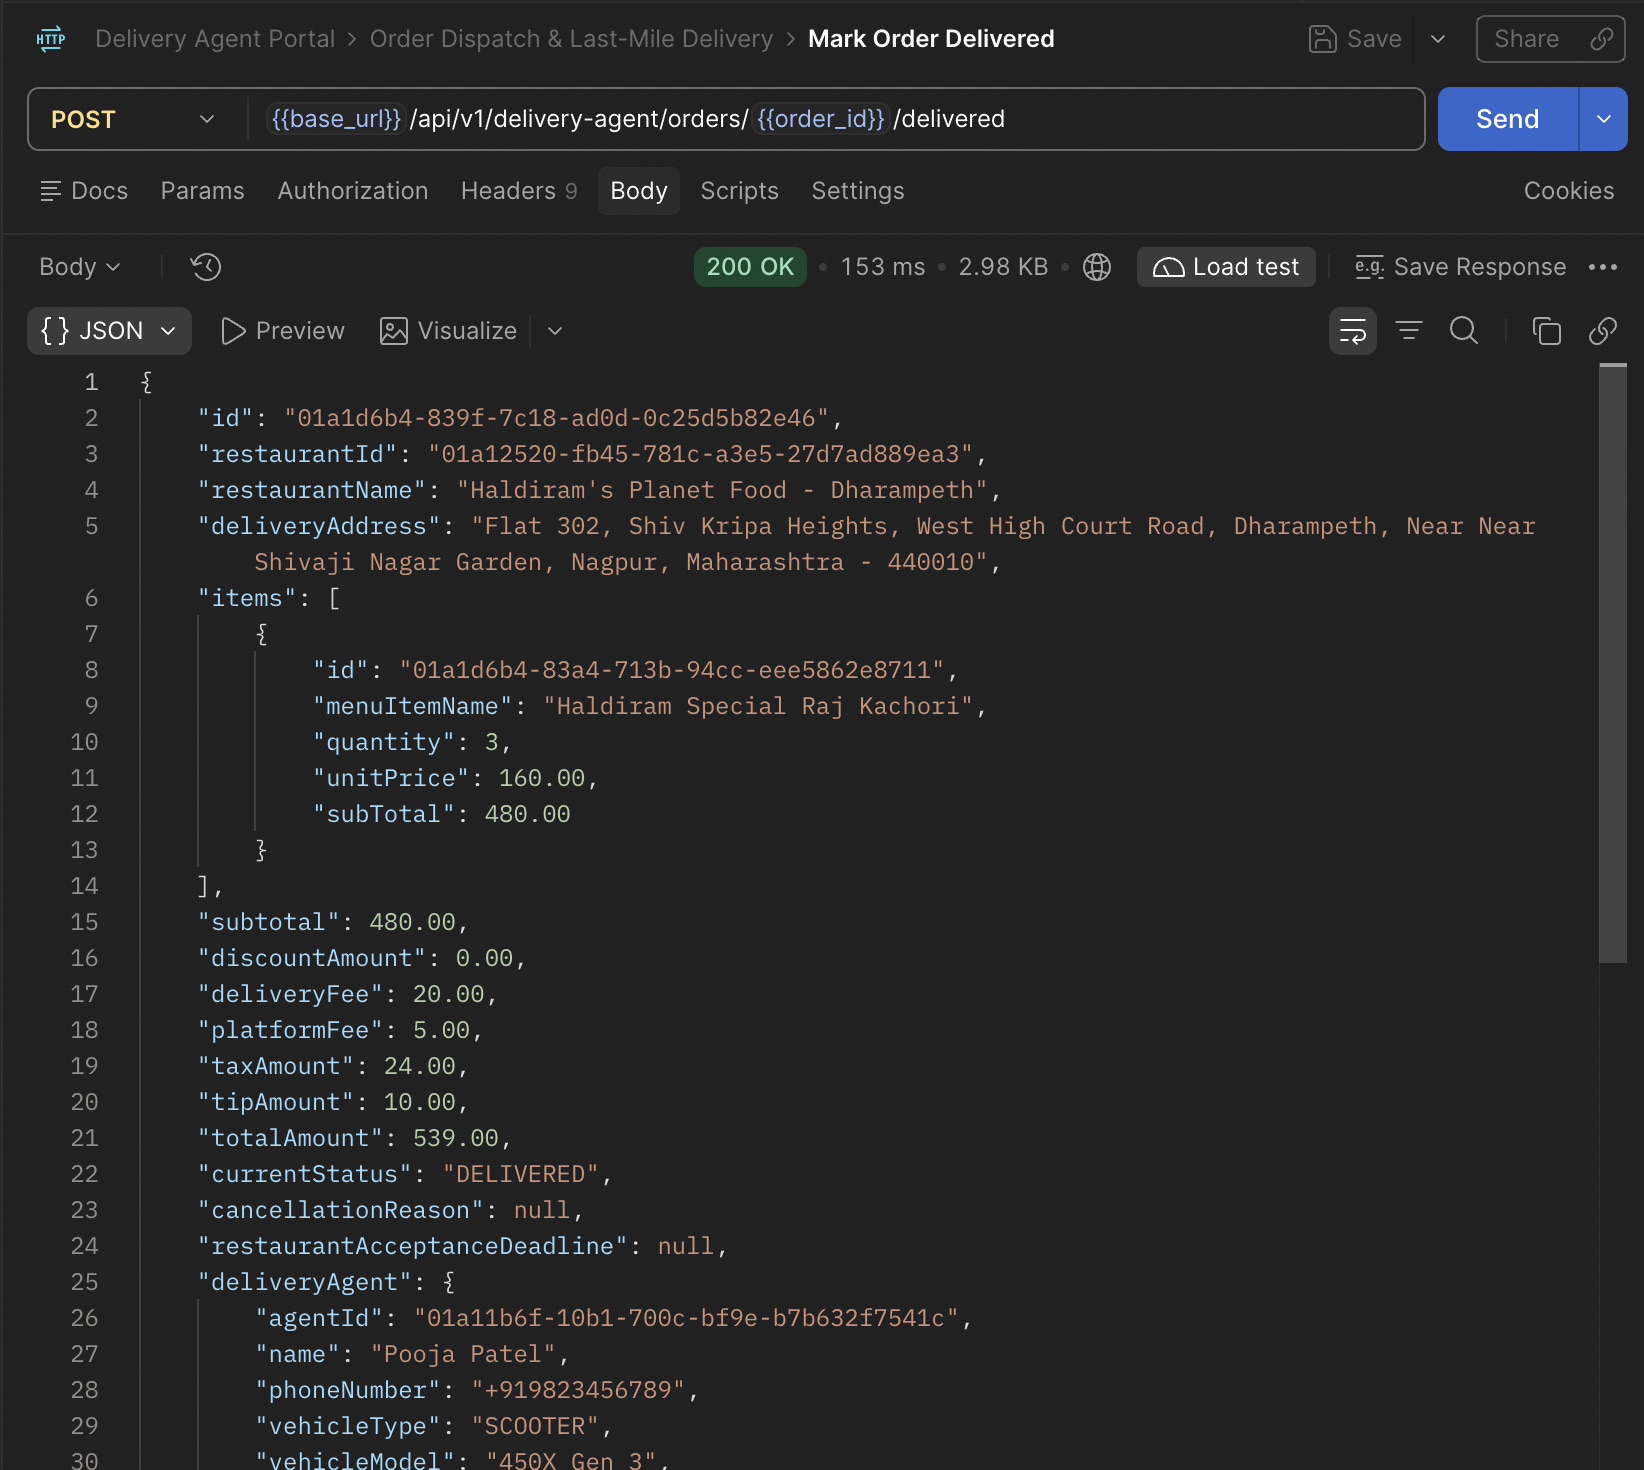 HTTP Delivery Agent Portal > Order Dispatch & Last-Mile Delivery > Mark Order Delivered Save Share
POST {{base_url}} /api/v1/delivery-agent/orders/ {{order_id}} /delivered Send
Docs Params Authorization Headers 9 Body Scripts Settings Cookies
Body 200 OK • 153 ms • 2.98 KB • Load test e.g. Save Response
{} JSON Preview Visualize
1 {
2 "id": "01a1d6b4-839f-7c18-ad0d-0c25d5b82e46",
3 "restaurantId": "01a12520-fb45-781c-a3e5-27d7ad889ea3",
4 "restaurantName": "Haldiram's Planet Food - Dharampeth",
5 "deliveryAddress": "Flat 302, Shiv Kripa Heights, West High Court Road, Dharampeth, Near Near
Shivaji Nagar Garden, Nagpur, Maharashtra - 440010",
6 "items": [
7 {
8 "id": "01a1d6b4-83a4-713b-94cc-eee5862e8711",
9 "menuItemName": "Haldiram Special Raj Kachori",
10 "quantity": 3,
11 "unitPrice": 160.00,
12 "subTotal": 480.00
13 }
14 ],
15 "subtotal": 480.00,
16 "discountAmount": 0.00,
17 "deliveryFee": 20.00,
18 "platformFee": 5.00,
19 "taxAmount": 24.00,
20 "tipAmount": 10.00,
21 "totalAmount": 539.00,
22 "currentStatus": "DELIVERED",
23 "cancellationReason": null,
24 "restaurantAcceptanceDeadline": null,
25 "deliveryAgent": {
26 "agentId": "01a11b6f-10b1-700c-bf9e-b7b632f7541c",
27 "name": "Pooja Patel",
28 "phoneNumber": "+919823456789",
29 "vehicleType": "SCOOTER",
30 "vehicleModel": "450X Gen 3",